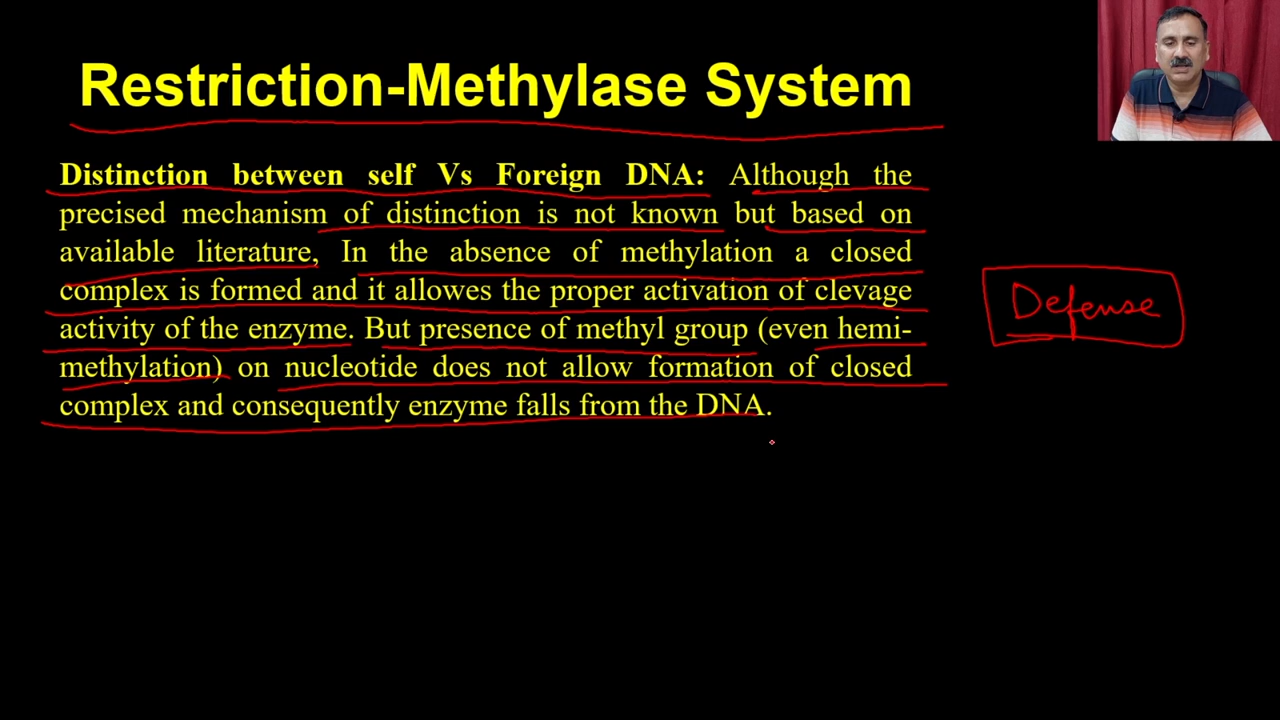 Restriction-Methylase System
Distinction between self Vs Foreign DNA: Although the
precised mechanism of distinction is not known but based on
available literature, In the absence of methylation a closed
complex is formed and it allowes the proper activation of clevage
activity of the enzyme. But presence of methyl group (even hemi-
methylation) on nucleotide does not allow formation of closed
complex and consequently enzyme falls from the DNA.
Defense